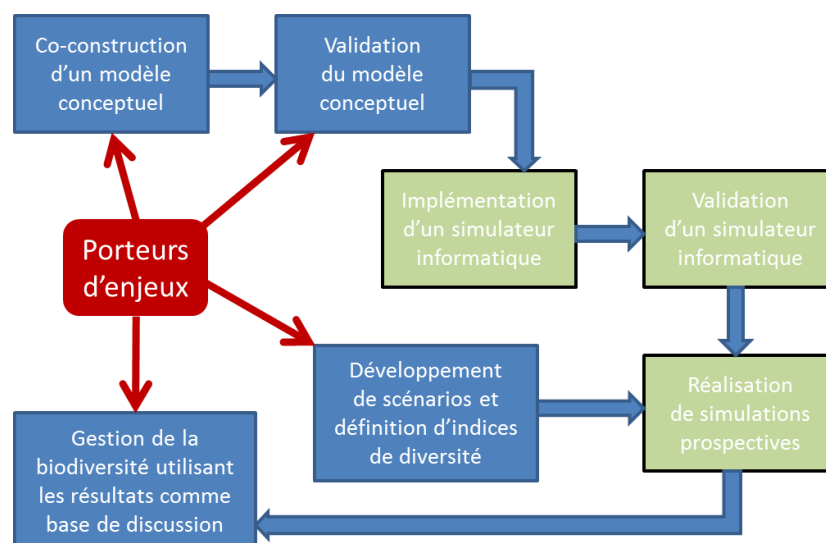 Co-construction
d'un modèle
conceptuel
Validation
du modèle
conceptuel
Implémentation
d'un simulateur
informatique
Validation
d'un simulateur
informatique
Porteurs
d'enjeux
Développement
de scénarios et
définition d'indices
de diversité
Réalisation
de simulations
prospectives
Gestion de la
biodiversité utilisant
les résultats comme
base de discussion